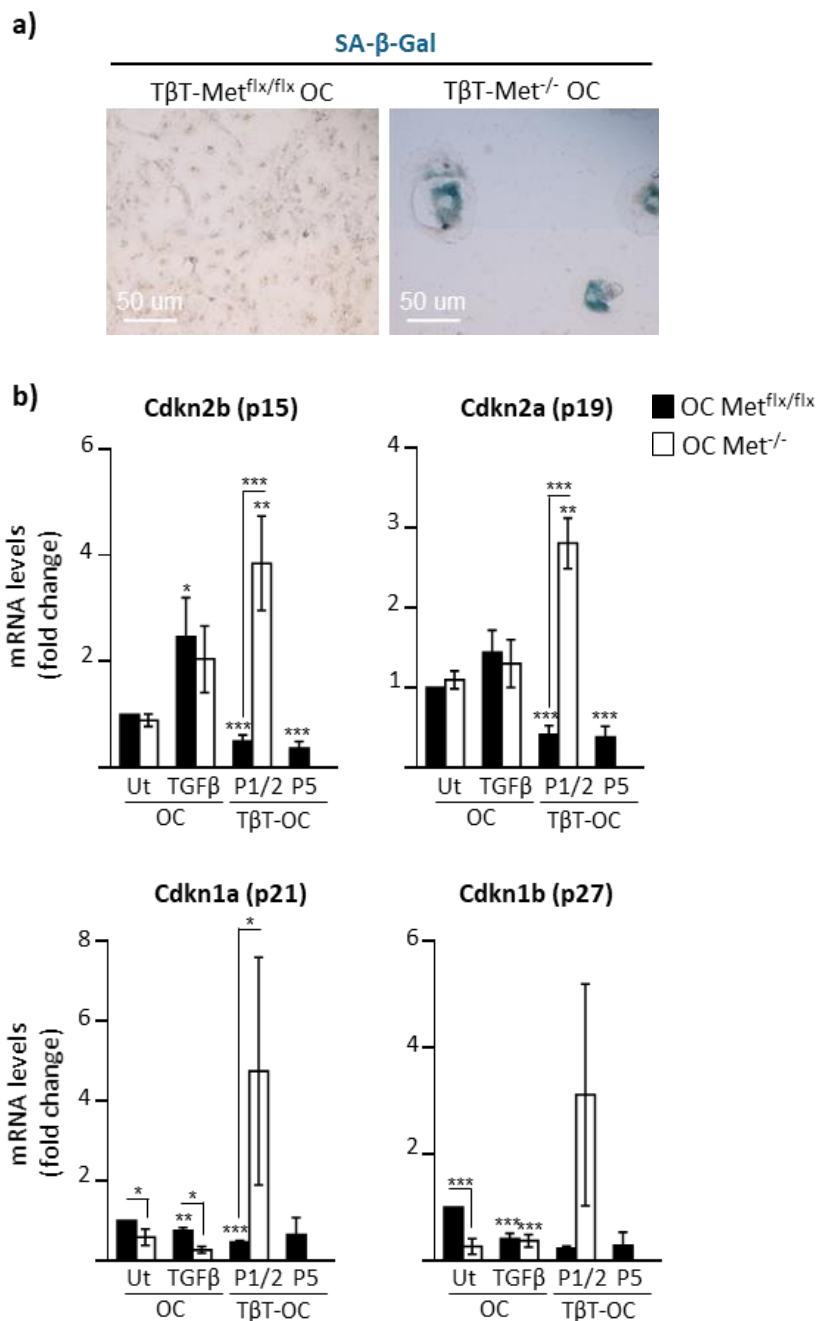 a)
SA-β-Gal
TβT-Metflx/flx OC TβT-Met-/- OC
50 um 50 um
b)
Cdkn2b (p15) Cdkn2a (p19)
OC Metflx/flx
OC Met-/-
mRNA levels
(fold change)
6
4
2
***
**
*
***
***
Ut TGFβ P1/2 P5
OC TβT-OC
4
3
2
1
***
**
***
***
Ut TGFβ P1/2 P5
OC TβT-OC
Cdkn1a (p21) Cdkn1b (p27)
mRNA levels
(fold change)
8
6
4
2
*
*
*
**
***
Ut TGFβ P1/2 P5
OC TβT-OC
6
4
2
***
***
***
Ut TGFβ P1/2 P5
OC TβT-OC